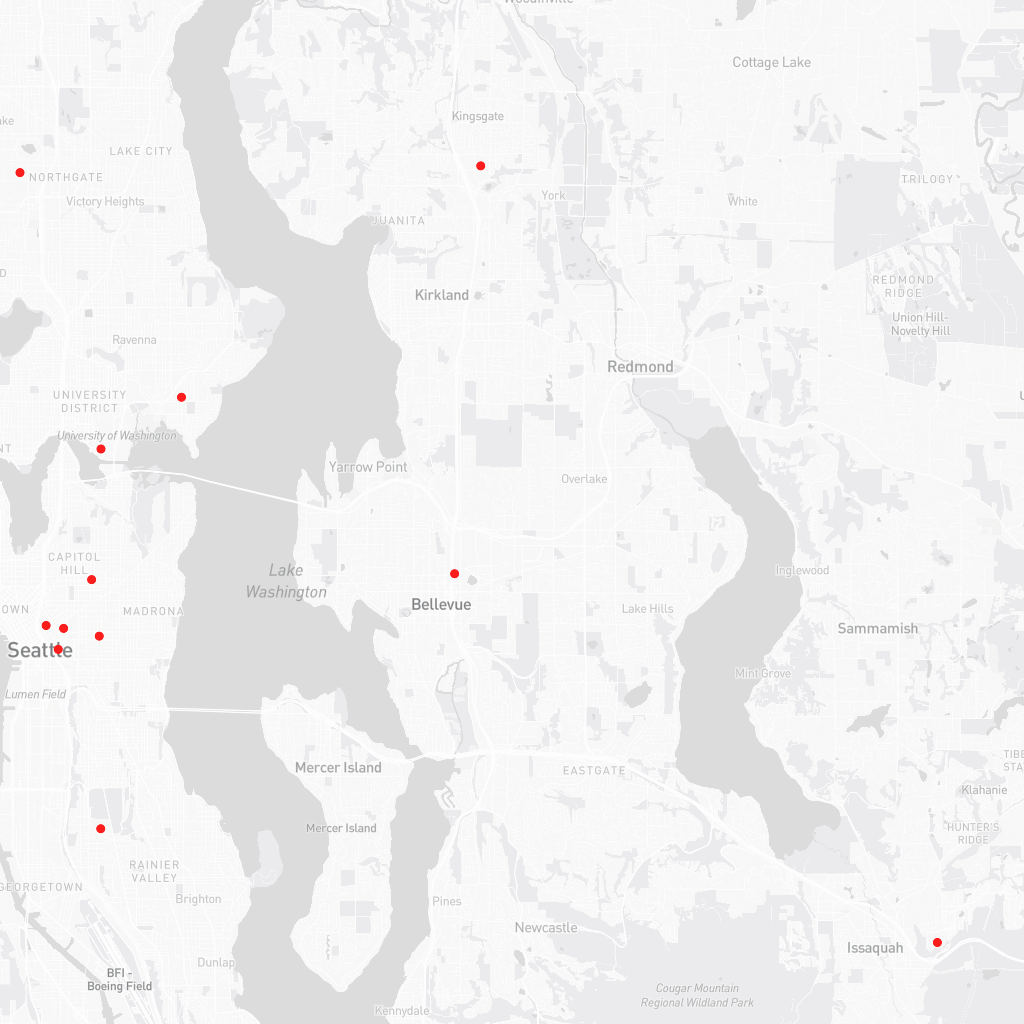 Woodinville
Cottage Lake
Kingsgate
LAKE CITY
NORTHGATE
TRILOGY
Victory Heights
York
White
JUANITA
REDMOND
RIDGE
Kirkland
Union Hill-
Novelty Hill
Ravenna
Redmond
UNIVERSITY
DISTRICT
University of Washington
Yarrow Point
Overlake
CAPITOL
HILL
Lake
Washington
Inglewood
Bellevue
MADRONA
Lake Hills
Sammamish
Seattle
Mint Grove
Lumen Field
Mercer Island
EASTGATE
Klahanie
Mercer Island
HUNTER'S
RIDGE
RAINIER
VALLEY
GEORGETOWN
Brighton
Pines
Newcastle
Issaquah
Dunlap
BFI -
Boeing Field
Cougar Mountain
Regional Wildland Park
Kennydale